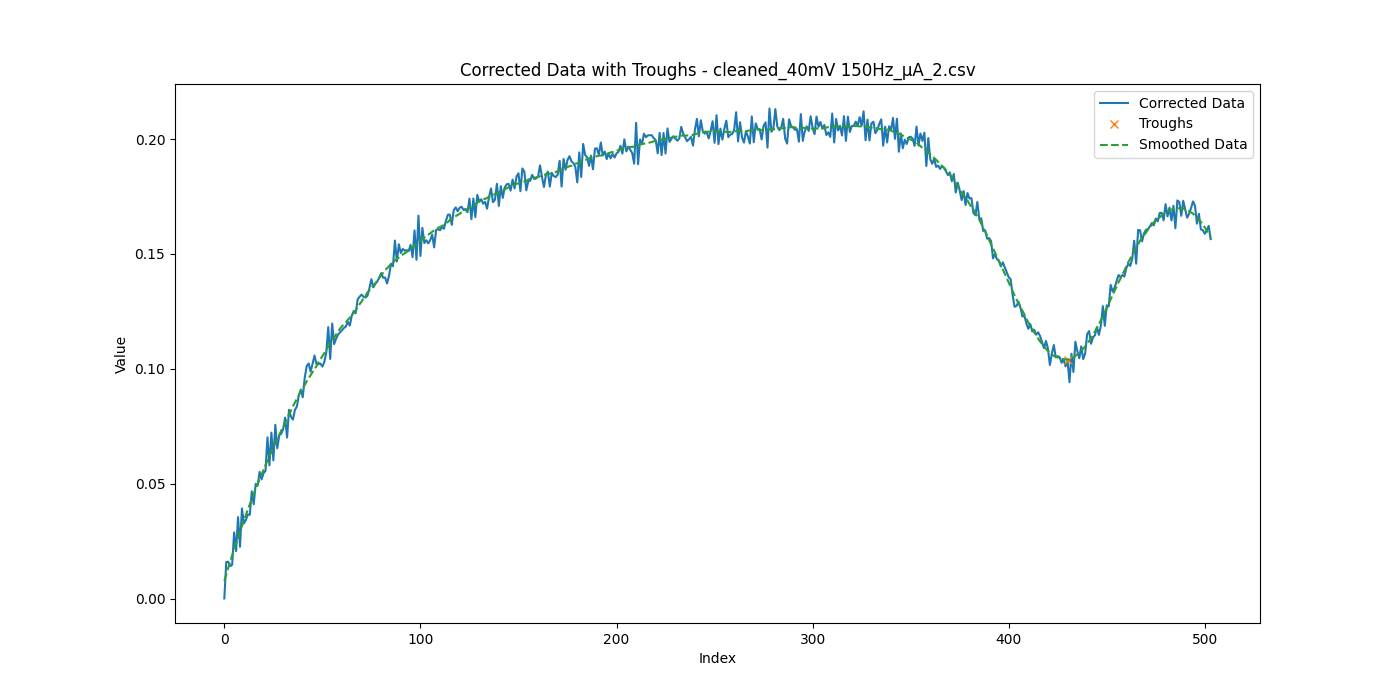 Corrected Data with Troughs - cleaned_40mV 150Hz_μA_2.csv
Corrected Data
Troughs
Smoothed Data
Value
0.20
0.15
0.10
0.05
0.00
0 100 200 300 400 500
Index